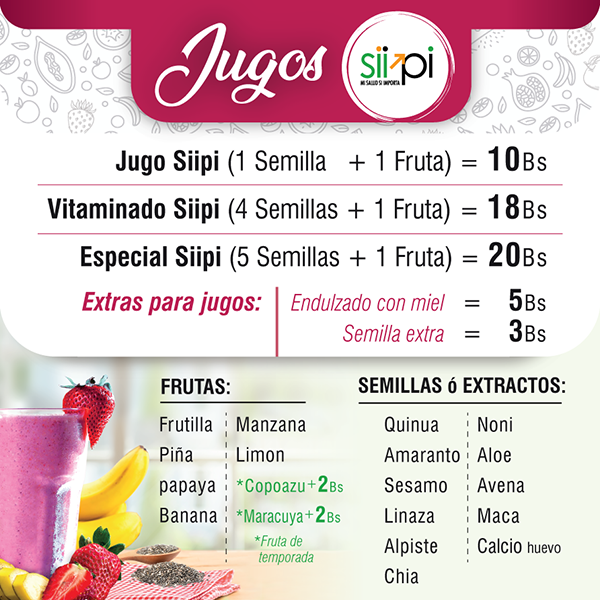 Jugos
siipi
MI SALUD SI IMPORTA
Jugo Siipi (1 Semilla + 1 Fruta) = 10Bs
Vitaminado Siipi (4 Semillas + 1 Fruta) = 18Bs
Especial Siipi (5 Semillas + 1 Fruta) = 20Bs
Extras para jugos:
Endulzado con miel = 5Bs
Semilla extra = 3Bs
FRUTAS:
Frutilla
Piña
papaya
Banana
Manzana
Limon
*Copoazu+2Bs
*Maracuya+2Bs
*Fruta de
temporada
SEMILLAS ó EXTRACTOS:
Quinua
Amaranto
Sesamo
Linaza
Alpiste
Chia
Noni
Aloe
Avena
Maca
Calcio huevo